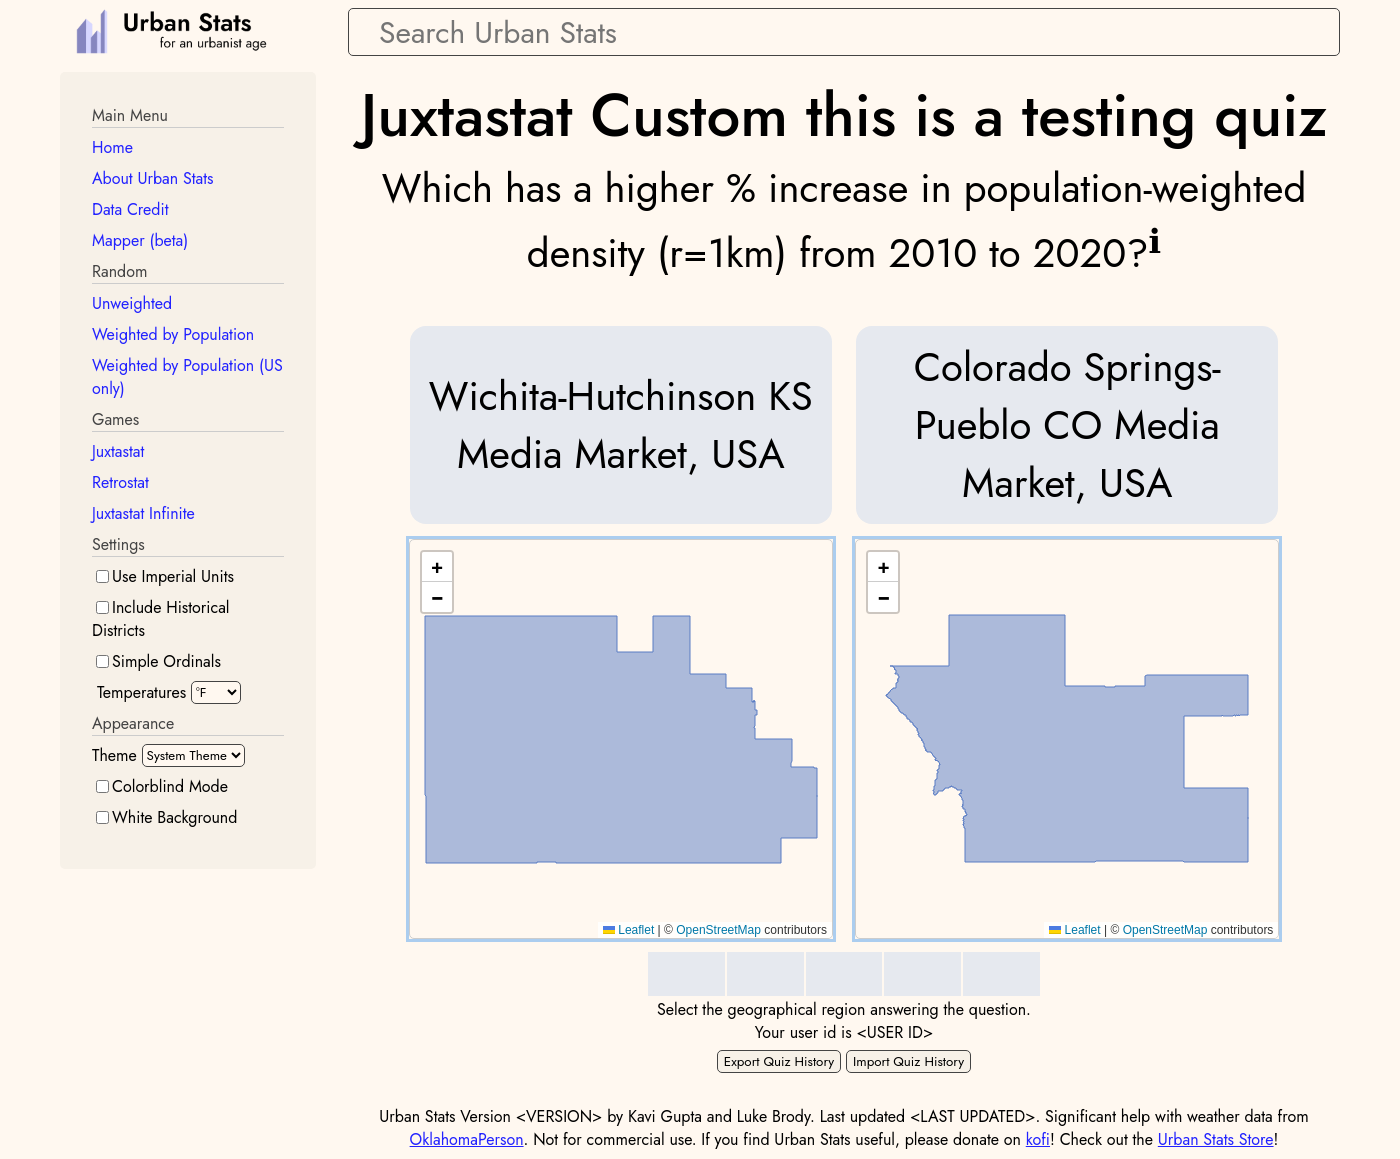 Urban Stats
for an urbanist age
Search Urban Stats
Main Menu
Home
About Urban Stats
Data Credit
Mapper (beta)
Random
Unweighted
Weighted by Population
Weighted by Population (US
only)
Games
Juxtastat
Retrostat
Juxtastat Infinite
Settings
Use Imperial Units
Include Historical
Districts
Simple Ordinals
Temperatures °F
Appearance
Theme System Theme
Colorblind Mode
White Background
Juxtastat Custom this is a testing quiz
Which has a higher % increase in population-weighted
density (r=1km) from 2010 to 2020?i
Wichita-Hutchinson KS
Media Market, USA
Colorado Springs-
Pueblo CO Media
Market, USA
+
−
Leaflet | © OpenStreetMap contributors
+
−
Leaflet | © OpenStreetMap contributors
Select the geographical region answering the question.
Your user id is <USER ID>
Export Quiz History Import Quiz History
Urban Stats Version <VERSION> by Kavi Gupta and Luke Brody. Last updated <LAST UPDATED>. Significant help with weather data from
OklahomaPerson. Not for commercial use. If you find Urban Stats useful, please donate on kofi! Check out the Urban Stats Store!